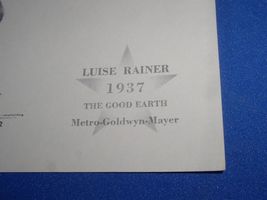 LUISE RAINER
1937
THE GOOD EARTH
Metro-Goldwyn-Mayer